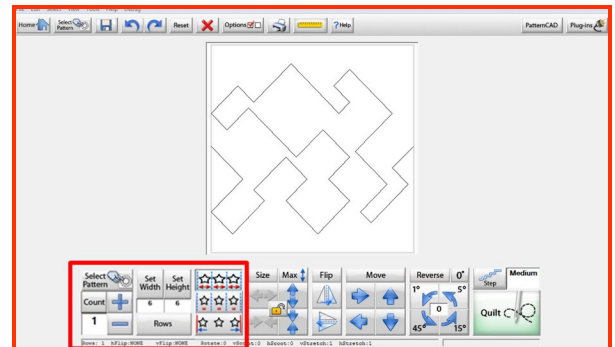 Home Select Pattern Reset Options ?Help PatternCAD Plug-ins
Select Pattern Set Width Set Height Size Max Flip Move Reverse 0° Step Medium
Count 6 6 1° 5°
0 Quilt
1 Rows 45° 15°
Rows: 1 hFlip:NONE vFlip:NONE Rotate:0 vScoot:0 hScoot:0 vStretch:1 hStretch:1